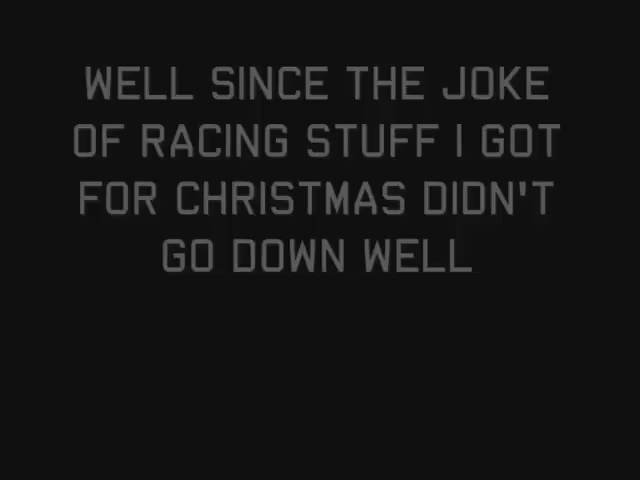 WELL SINCE THE JOKE
OF RACING STUFF I GOT
FOR CHRISTMAS DIDN'T
GO DOWN WELL